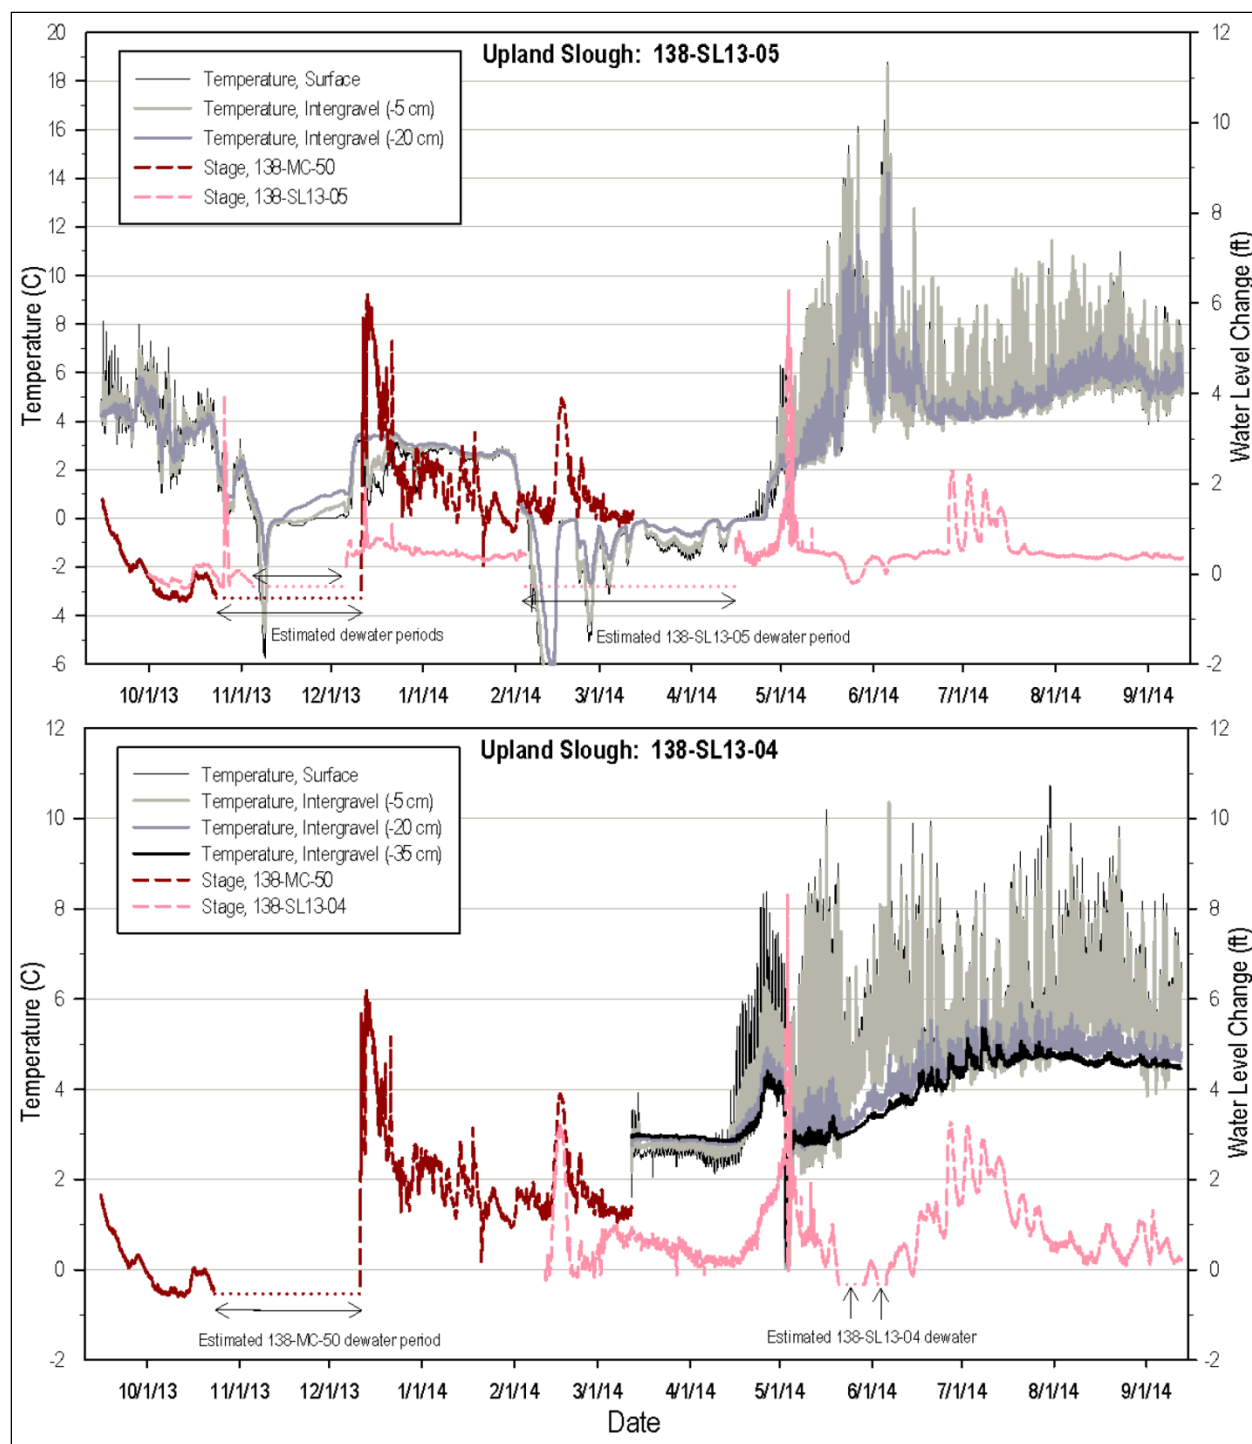 Upland Slough: 138-SL13-05
Temperature, Surface
Temperature, Intergravel (-5 cm)
Temperature, Intergravel (-20 cm)
Stage, 138-MC-50
Stage, 138-SL13-05
20
18
16
14
12
10
8
6
4
2
0
-2
-4
-6
Temperature (C)
12
10
8
6
4
2
0
-2
Water Level Change (ft)
Estimated dewater periods
Estimated 138-SL13-05 dewater period
10/1/13 11/1/13 12/1/13 1/1/14 2/1/14 3/1/14 4/1/14 5/1/14 6/1/14 7/1/14 8/1/14 9/1/14
Upland Slough: 138-SL13-04
Temperature, Surface
Temperature, Intergravel (-5 cm)
Temperature, Intergravel (-20 cm)
Temperature, Intergravel (-35 cm)
Stage, 138-MC-50
Stage, 138-SL13-04
12
10
8
6
4
2
0
-2
Temperature (C)
12
10
8
6
4
2
0
-2
Water Level Change (ft)
Estimated 138-MC-50 dewater period
Estimated 138-SL13-04 dewater
10/1/13 11/1/13 12/1/13 1/1/14 2/1/14 3/1/14 4/1/14 5/1/14 6/1/14 7/1/14 8/1/14 9/1/14
Date